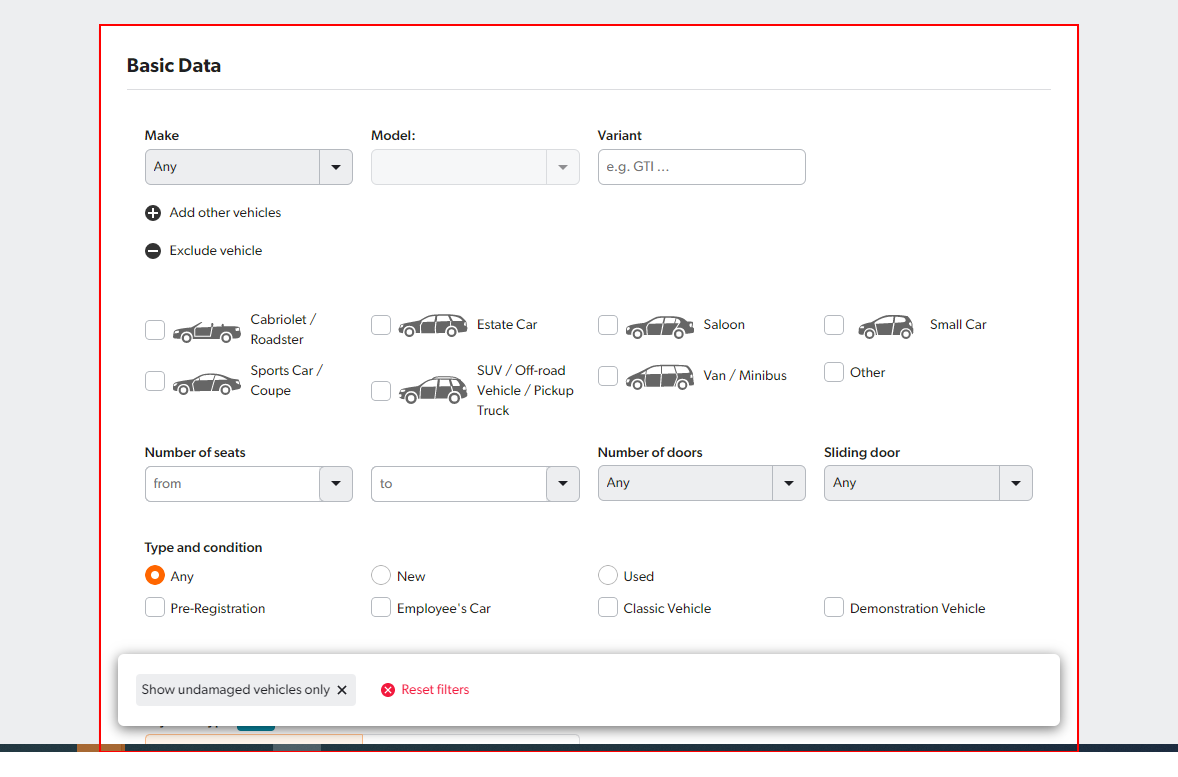 Basic Data
Make
Model:
Variant
Any
e.g. GTI ...
Add other vehicles
Exclude vehicle
Cabriolet /
Roadster
Estate Car
Saloon
Small Car
Sports Car /
Coupe
SUV / Off-road
Vehicle / Pickup
Truck
Van / Minibus
Other
Number of seats
Number of doors
Sliding door
from
to
Any
Any
Type and condition
Any
New
Used
Pre-Registration
Employee's Car
Classic Vehicle
Demonstration Vehicle
Show undamaged vehicles only
Reset filters